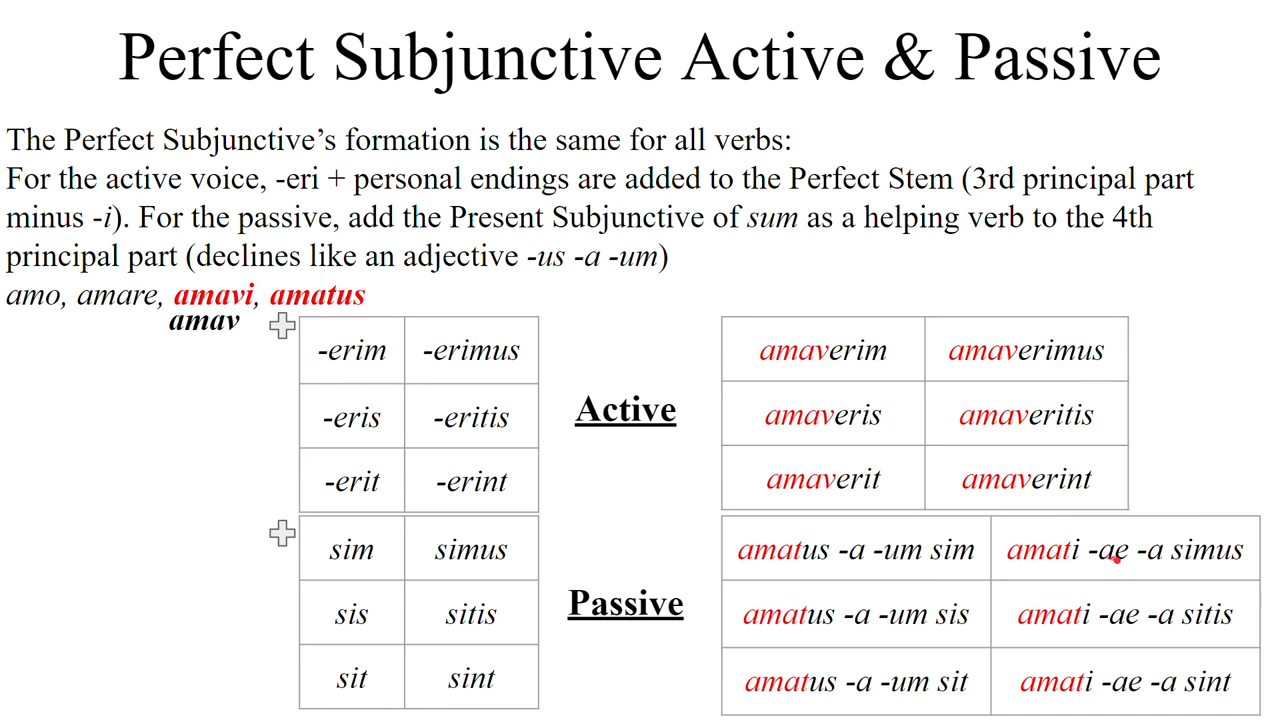 Perfect Subjunctive Active & Passive
The Perfect Subjunctive’s formation is the same for all verbs:
For the active voice, -eri + personal endings are added to the Perfect Stem (3rd principal part
minus -i). For the passive, add the Present Subjunctive of sum as a helping verb to the 4th
principal part (declines like an adjective -us -a -um)
amo, amare, amavi, amatus
amav
-erim -erimus
-eris -eritis
-erit -erint
Active
amaverim amaverimus
amaveris amaveritis
amaverit amaverint
sim simus
sis sitis
sit sint
Passive
amatus -a -um sim amati -ae -a simus
amatus -a -um sis amati -ae -a sitis
amatus -a -um sit amati -ae -a sint